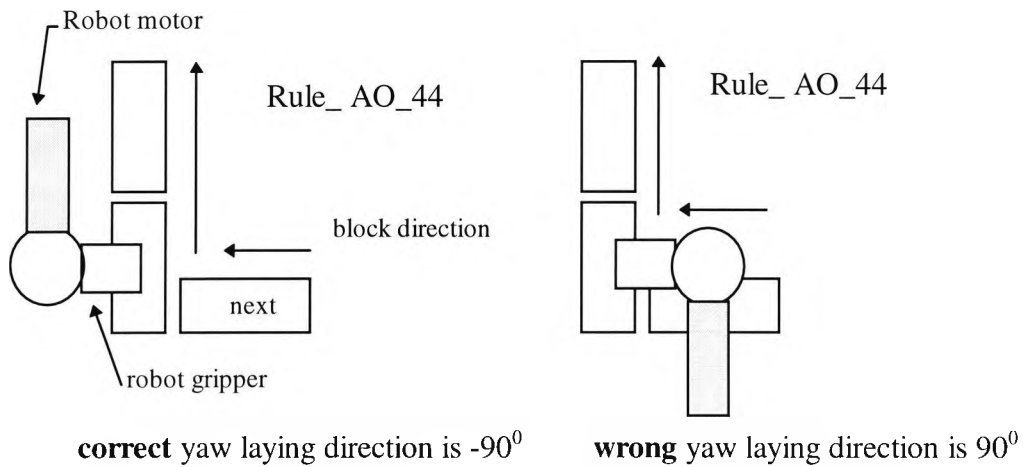 Robot motor
Rule_ AO_44
Rule_ AO_44
block direction
next
robot gripper
correct yaw laying direction is -90⁰
wrong yaw laying direction is 90⁰